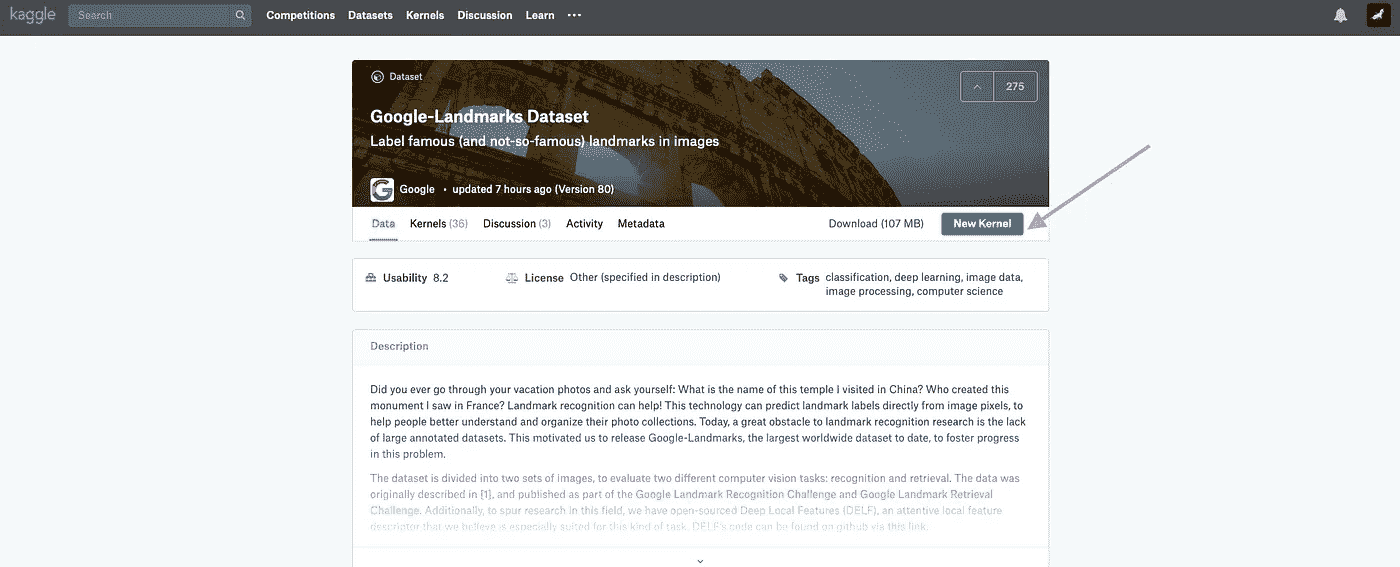 kaggle Search Competitions Datasets Kernels Discussion Learn
Dataset
275
Google-Landmarks Dataset
Label famous (and not-so-famous) landmarks in images
Google • updated 7 hours ago (Version 80)
Data Kernels (36) Discussion (3) Activity Metadata Download (107 MB) New Kernel
Usability 8.2 License Other (specified in description) Tags classification, deep learning, image data,
image processing, computer science
Description
Did you ever go through your vacation photos and ask yourself: What is the name of this temple I visited in China? Who created this
monument I saw in France? Landmark recognition can help! This technology can predict landmark labels directly from image pixels, to
help people better understand and organize their photo collections. Today, a great obstacle to landmark recognition research is the lack
of large annotated datasets. This motivated us to release Google-Landmarks, the largest worldwide dataset to date, to foster progress
in this problem.
The dataset is divided into two sets of images, to evaluate two different computer vision tasks: recognition and retrieval. The data was
originally described in [1], and published as part of the Google Landmark Recognition Challenge and Google Landmark Retrieval
Challenge. Additionally, to spur research in this field, we have open-sourced Deep Local Features (DELF), an attentive local feature
descriptor that we believe is especially suited for this kind of task. DELF's code can be found on github via this link.